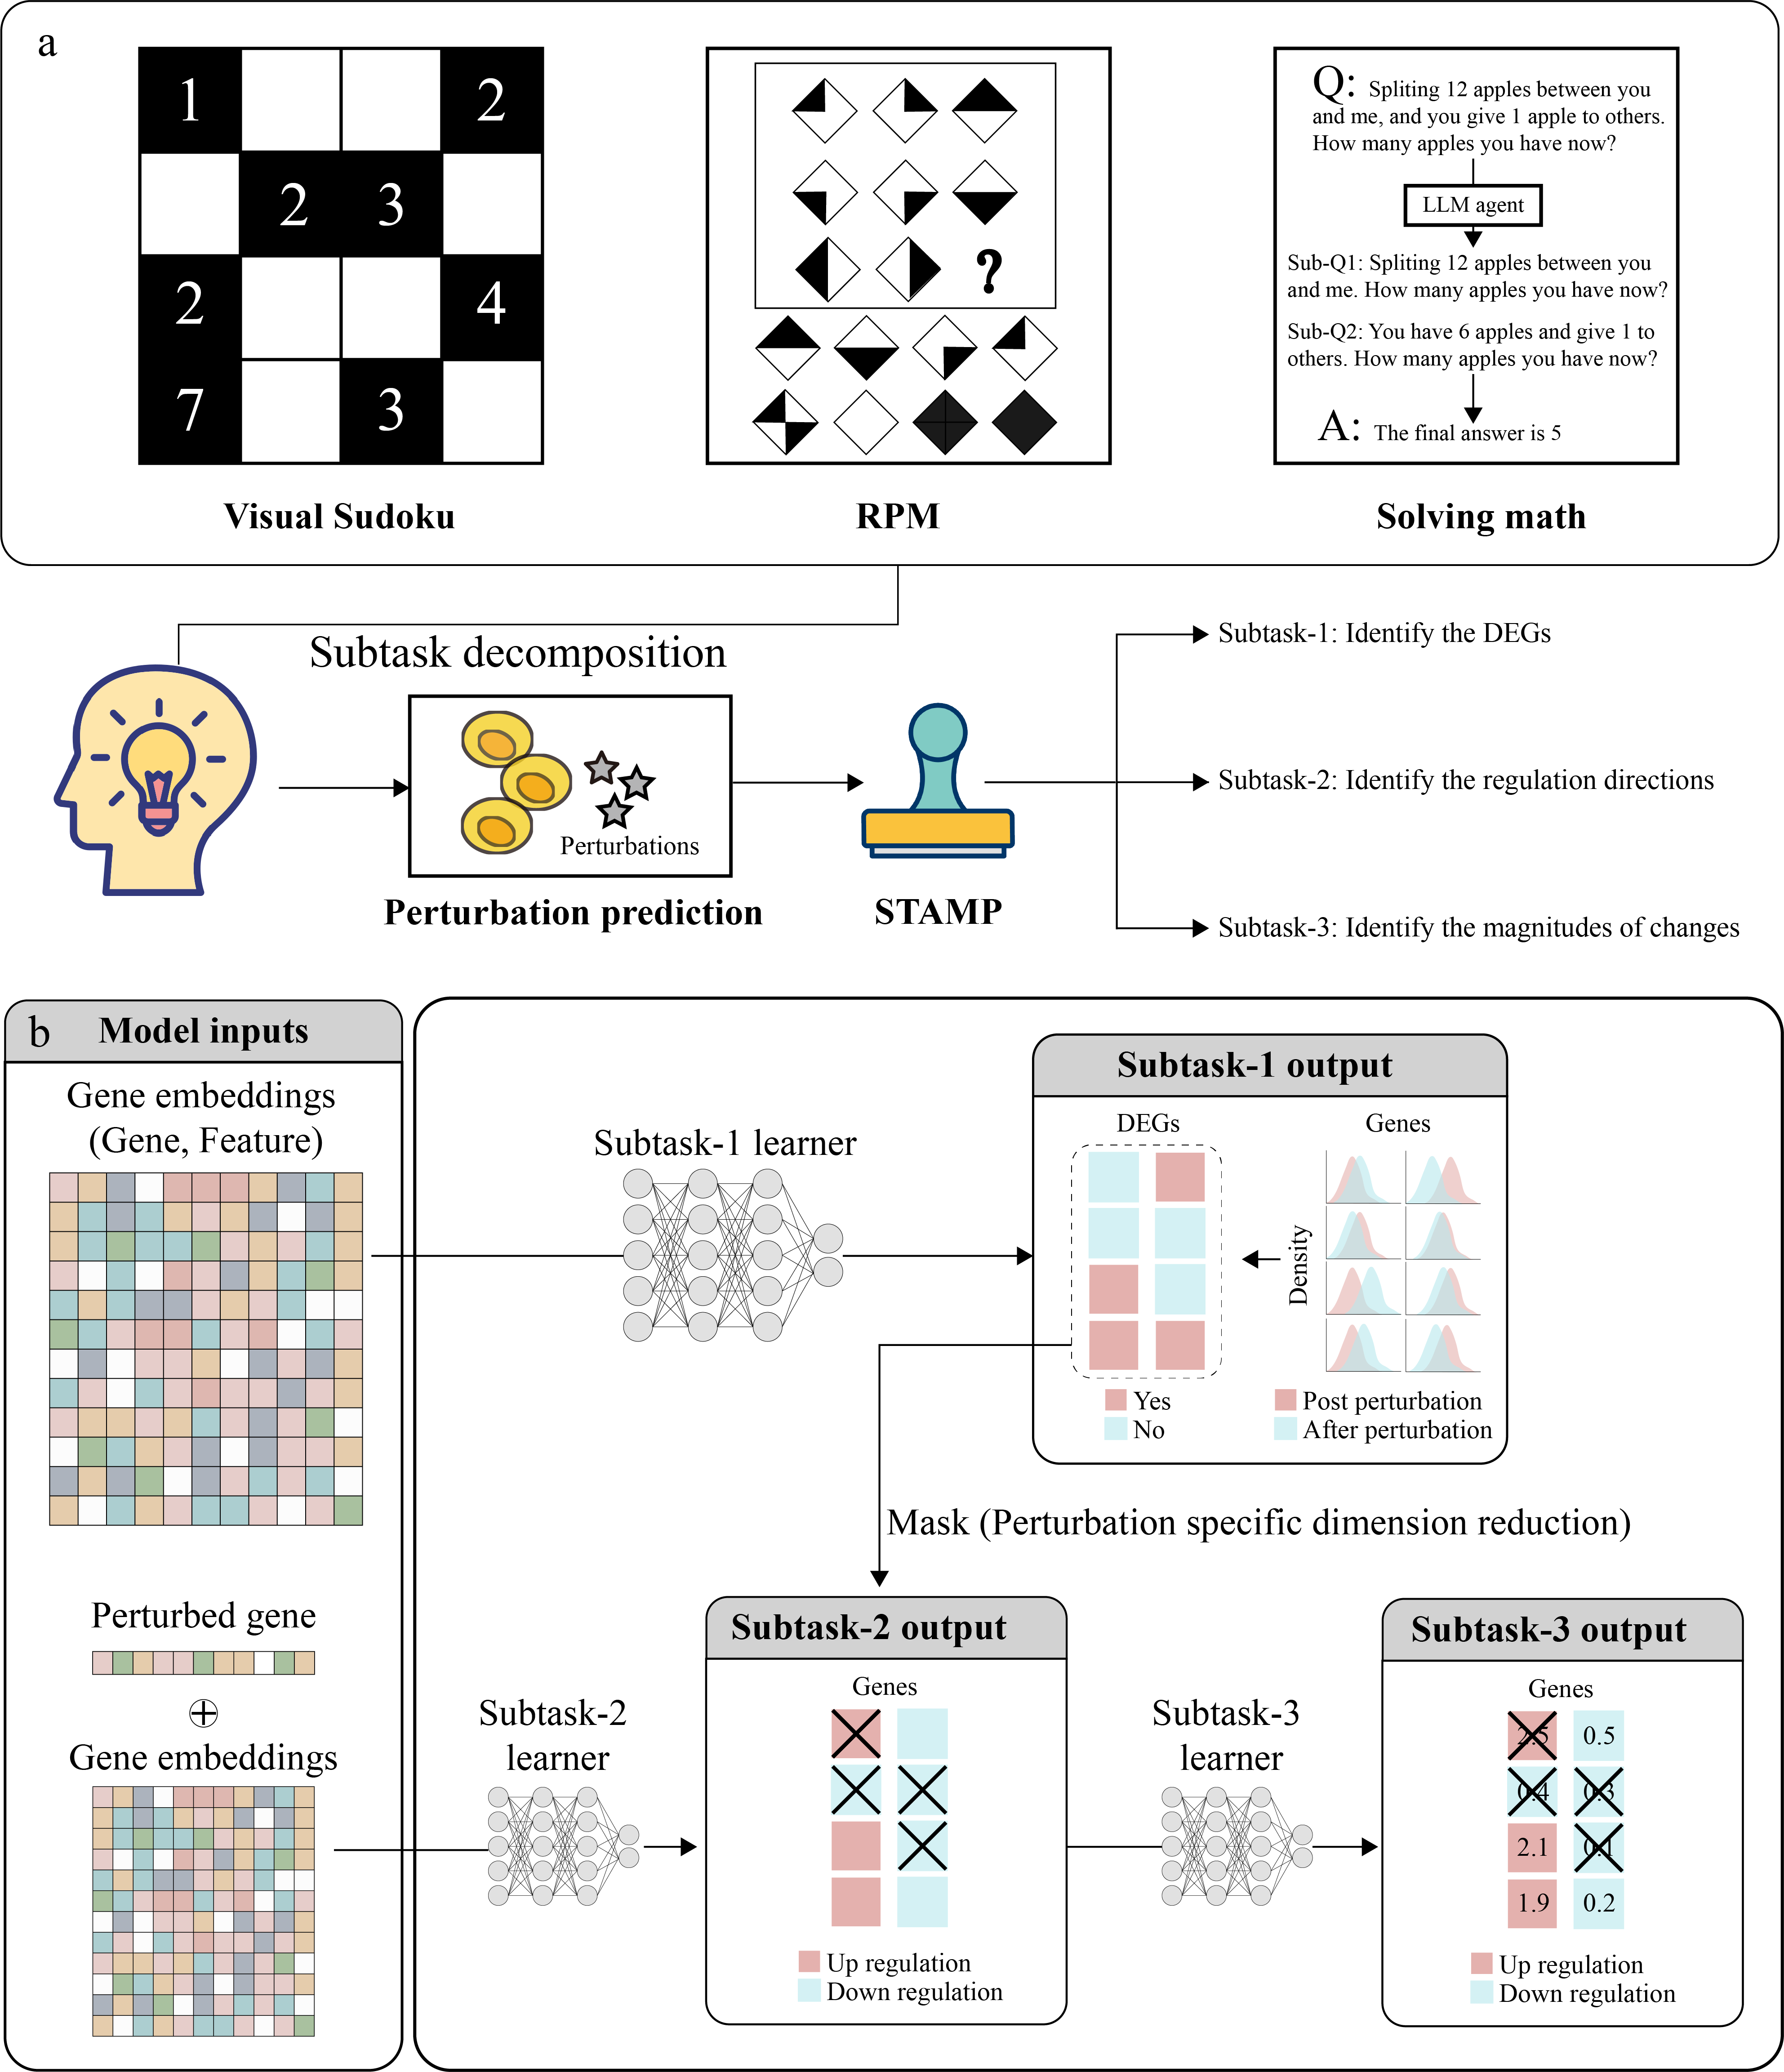 a
1 2
2 3
2 4
7 3
Visual Sudoku
?
RPM
Q: Spliting 12 apples between you
and me, and you give 1 apple to others.
How many apples you have now?
LLM agent
Sub-Q1: Spliting 12 apples between you
and me. How many apples you have now?
Sub-Q2: You have 6 apples and give 1 to
others. How many apples you have now?
A: The final answer is 5
Solving math
Subtask decomposition
Perturbations
Perturbation prediction
STAMP
Subtask-1: Identify the DEGs
Subtask-2: Identify the regulation directions
Subtask-3: Identify the magnitudes of changes
b
Model inputs
Gene embeddings
(Gene, Feature)
Perturbed gene
Gene embeddings
Subtask-1 learner
Subtask-1 output
DEGs
Genes
Density
Yes
No
Post perturbation
After perturbation
Mask (Perturbation specific dimension reduction)
Subtask-2
learner
Subtask-2 output
Genes
Up regulation
Down regulation
Subtask-3
learner
Subtask-3 output
Genes
2.5 0.5
0.4 0.3
2.1 0.1
1.9 0.2
Up regulation
Down regulation